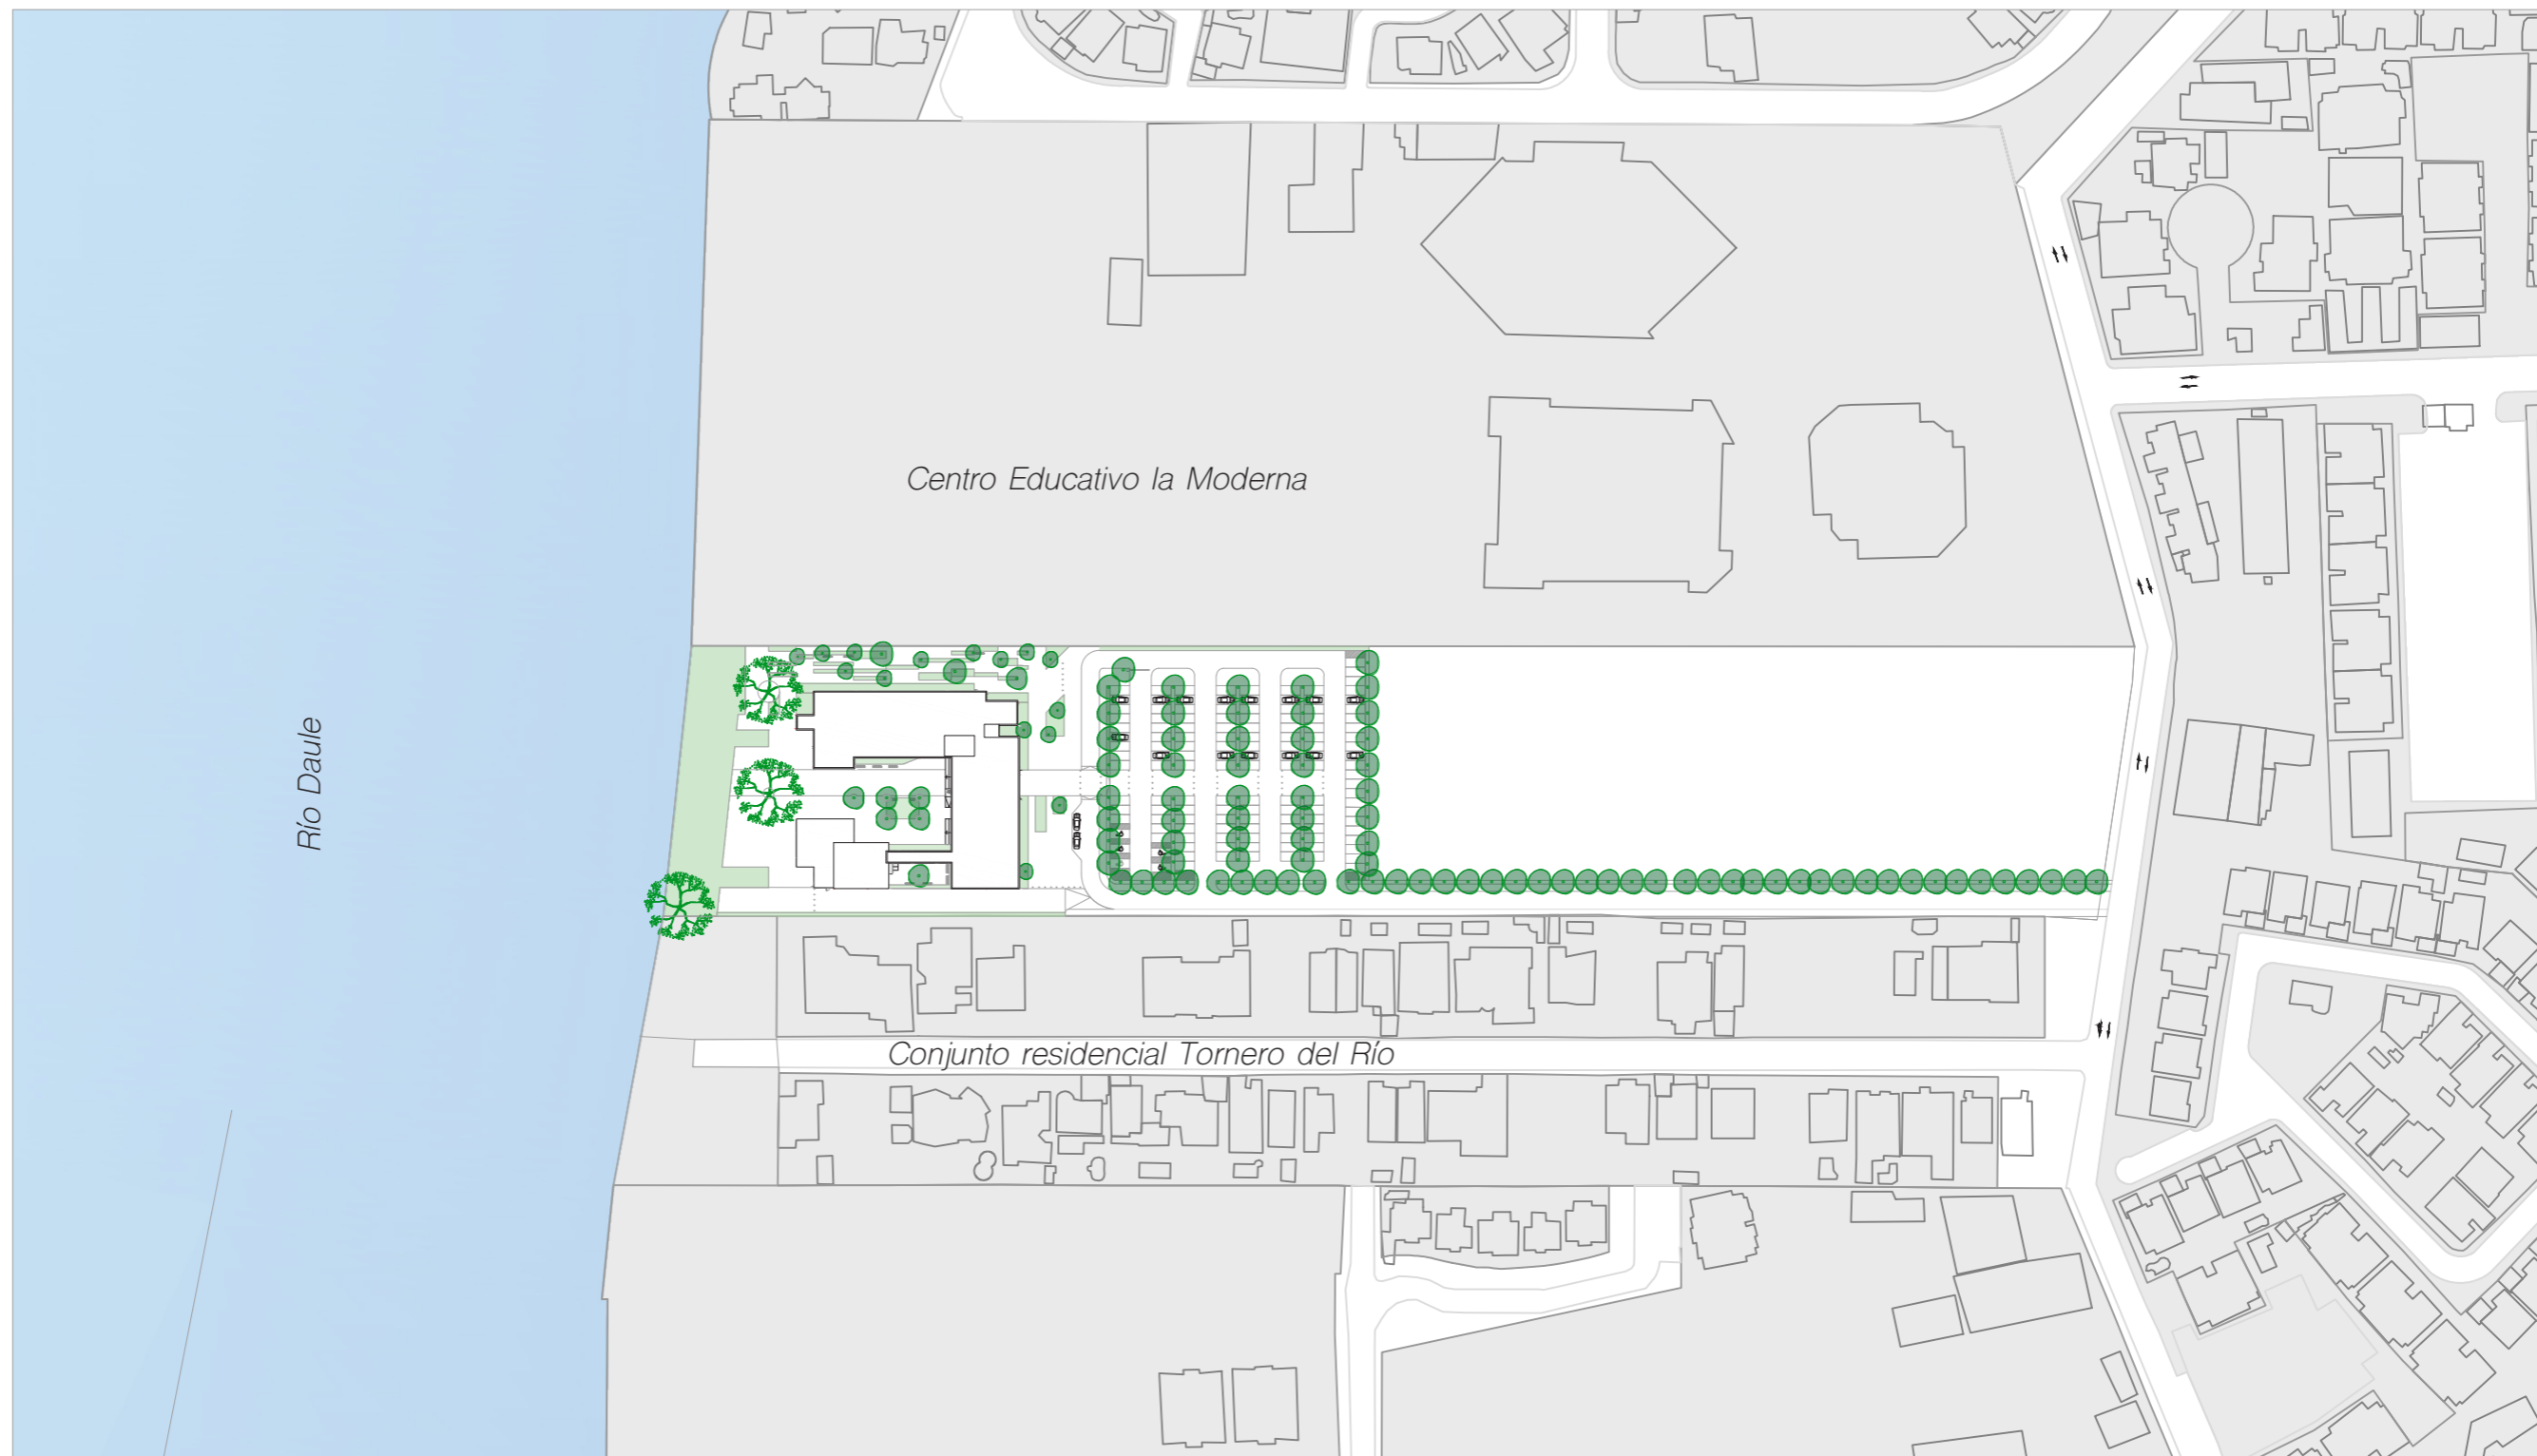 Centro Educativo la Moderna
Río Daule
Conjunto residencial Tornero del Río